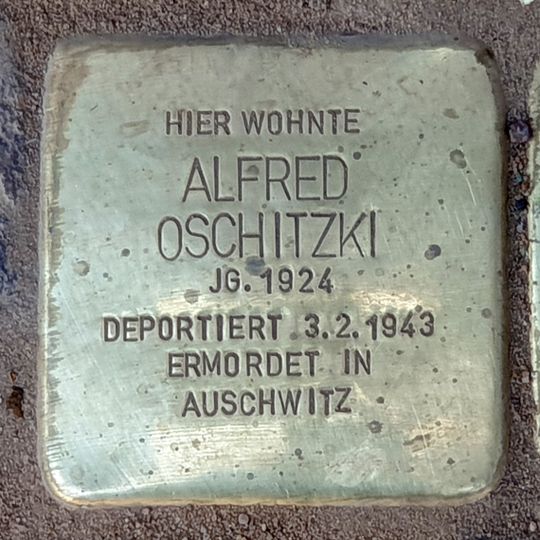 HIER WOHNTE
ALFRED
OSCHITZKI
JG. 1924
DEPORTIERT 3.2.1943
ERMORDET IN
AUSCHWITZ